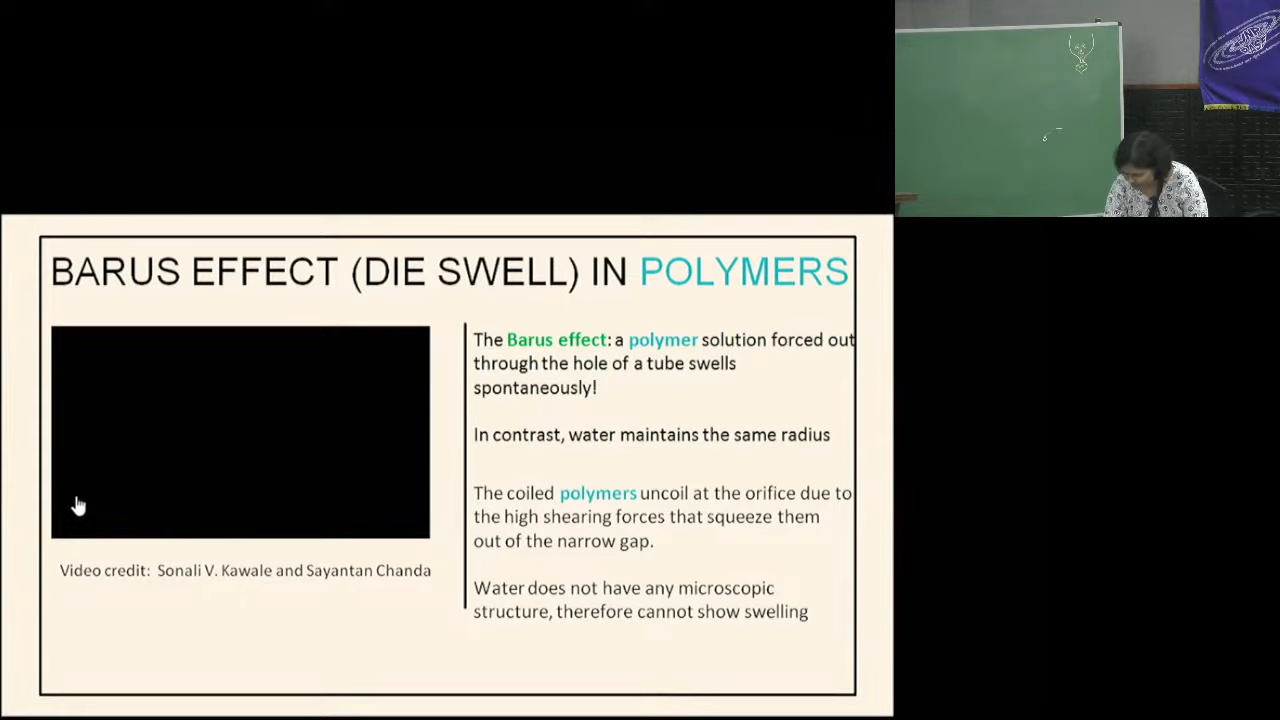 BARUS EFFECT (DIE SWELL) IN POLYMERS
The Barus effect: a polymer solution forced out
through the hole of a tube swells
spontaneously!
In contrast, water maintains the same radius
The coiled polymers uncoil at the orifice due to
the high shearing forces that squeeze them
out of the narrow gap.
Water does not have any microscopic
structure, therefore cannot show swelling
Video credit: Sonali V. Kawale and Sayantan Chanda